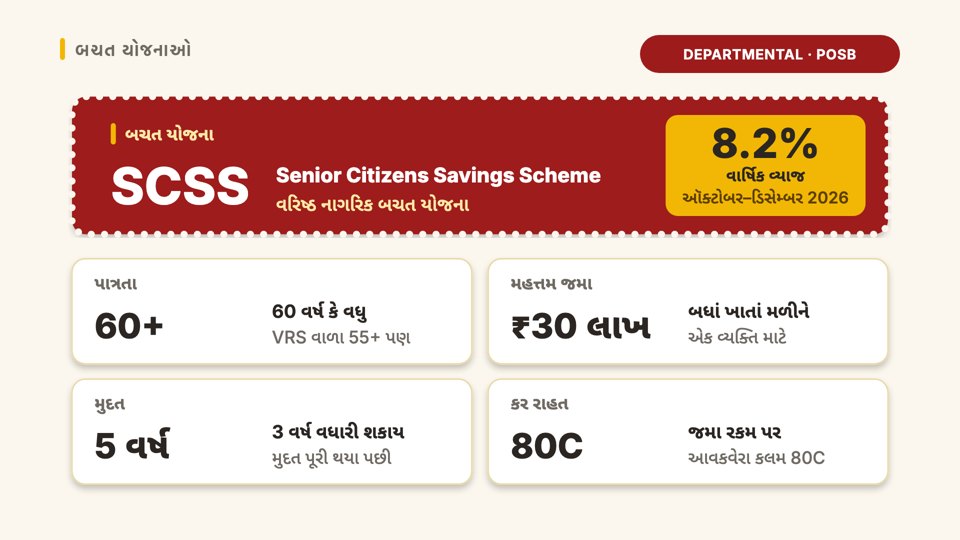 બચત યોજનાઓ
DEPARTMENTAL · POSB
બચત યોજના
SCSS
Senior Citizens Savings Scheme
વરિષ્ઠ નાગરિક બચત યોજના
8.2%
વાર્ષિક વ્યાજ
ઑક્ટોબર–ડિસેમ્બર 2026
પાત્રતા
60+
60 વર્ષ કે વધુ
VRS વાળા 55+ પણ
મહત્તમ જમા
₹30 લાખ
બધાં ખાતાં મળીને
એક વ્યક્તિ માટે
મુદત
5 વર્ષ
3 વર્ષ વધારી શકાય
મુદત પૂરી થયા પછી
કર રાહત
80C
જમા રકમ પર
આવકવેરા કલમ 80C